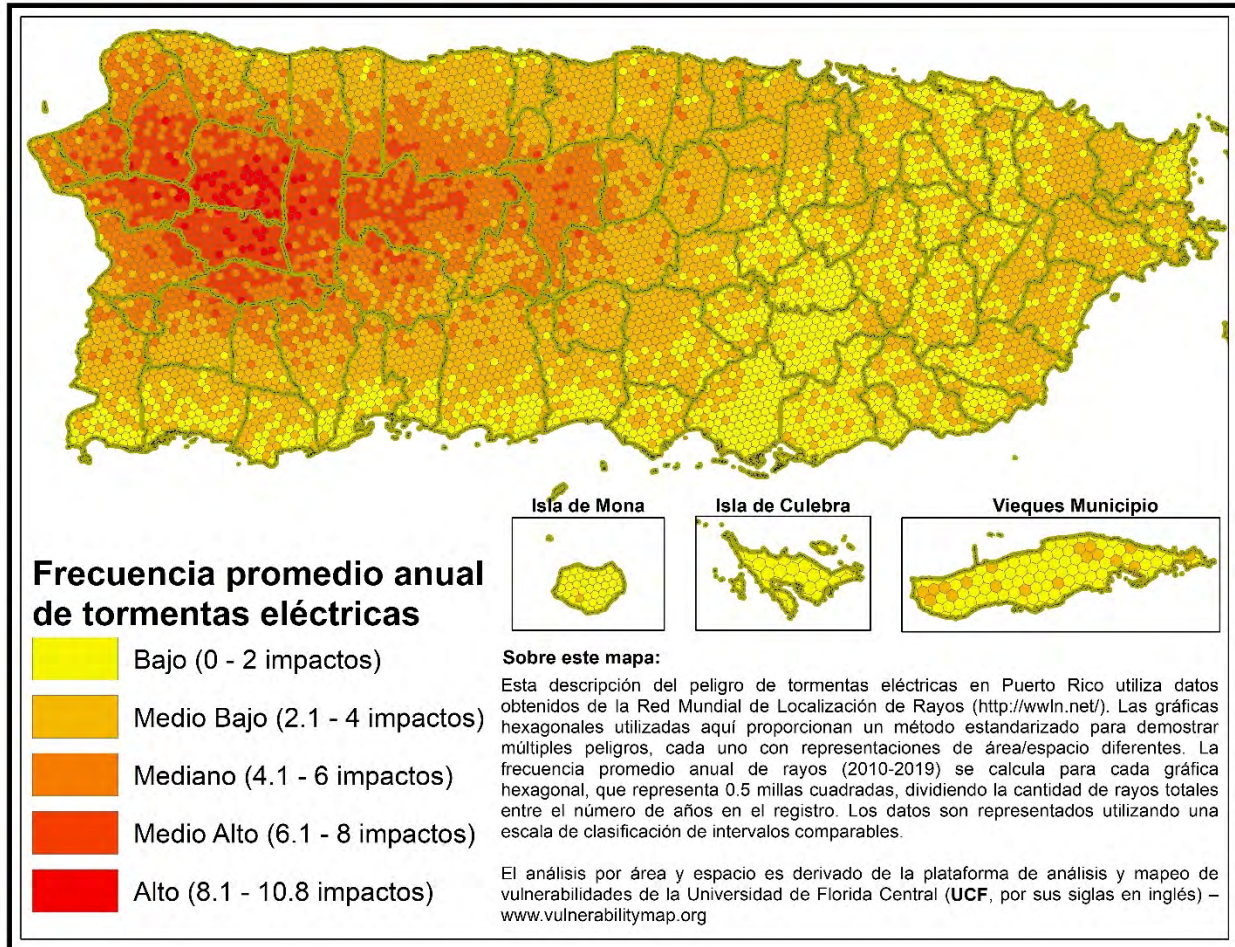 Isla de Mona
Isla de Culebra
Vieques Municipio
Frecuencia promedio anual
de tormentas eléctricas
Bajo (0 - 2 impactos)
Medio Bajo (2.1 - 4 impactos)
Mediano (4.1 - 6 impactos)
Medio Alto (6.1 - 8 impactos)
Alto (8.1 - 10.8 impactos)
Sobre este mapa:
Esta descripción del peligro de tormentas eléctricas en Puerto Rico utiliza datos
obtenidos de la Red Mundial de Localización de Rayos (http://wwln.net/). Las gráficas
hexagonales utilizadas aquí proporcionan un método estandarizado para demostrar
múltiples peligros, cada uno con representaciones de área/espacio diferentes. La
frecuencia promedio anual de rayos (2010-2019) se calcula para cada gráfica
hexagonal, que representa 0.5 millas cuadradas, dividiendo la cantidad de rayos totales
entre el número de años en el registro. Los datos son representados utilizando una
escala de clasificación de intervalos comparables.
El análisis por área y espacio es derivado de la plataforma de análisis y mapeo de
vulnerabilidades de la Universidad de Florida Central (UCF, por sus siglas en inglés) –
www.vulnerabilitymap.org